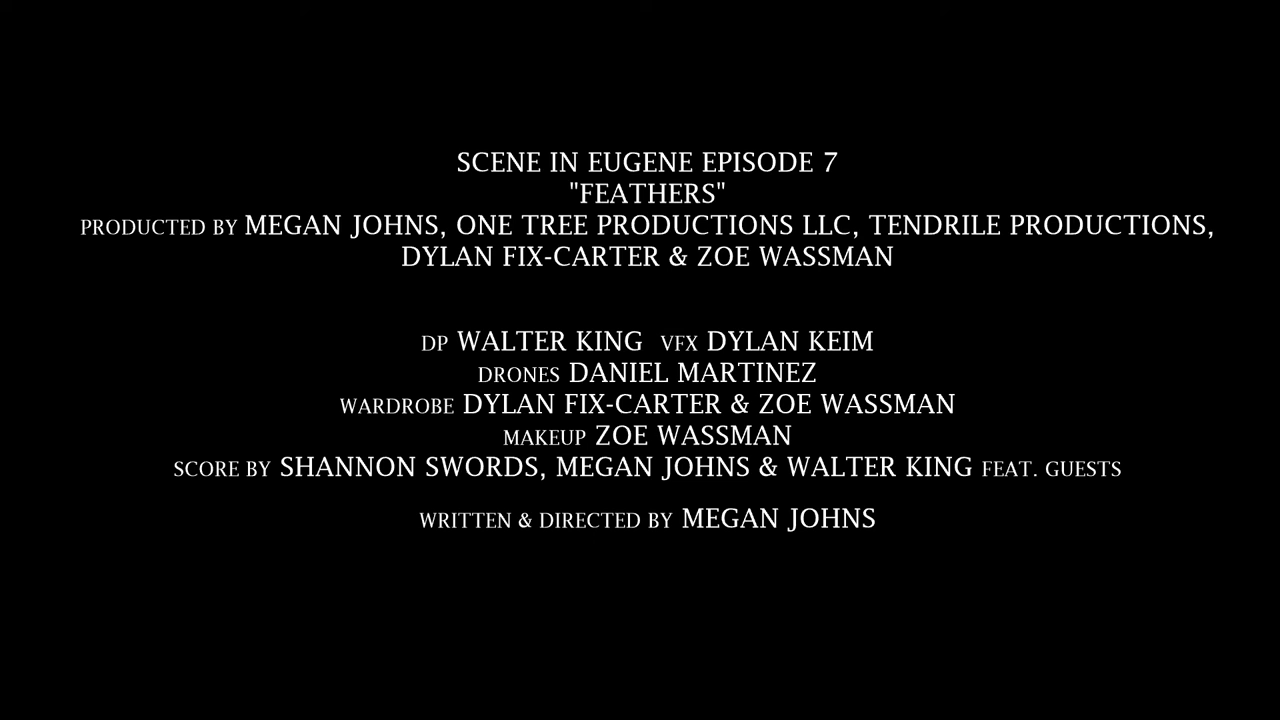 SCENE IN EUGENE EPISODE 7
"FEATHERS"
PRODUCTED BY MEGAN JOHNS, ONE TREE PRODUCTIONS LLC, TENDRILE PRODUCTIONS,
DYLAN FIX-CARTER & ZOE WASSMAN
DP WALTER KING VFX DYLAN KEIM
DRONES DANIEL MARTINEZ
WARDROBE DYLAN FIX-CARTER & ZOE WASSMAN
MAKEUP ZOE WASSMAN
SCORE BY SHANNON SWORDS, MEGAN JOHNS & WALTER KING FEAT. GUESTS
WRITTEN & DIRECTED BY MEGAN JOHNS